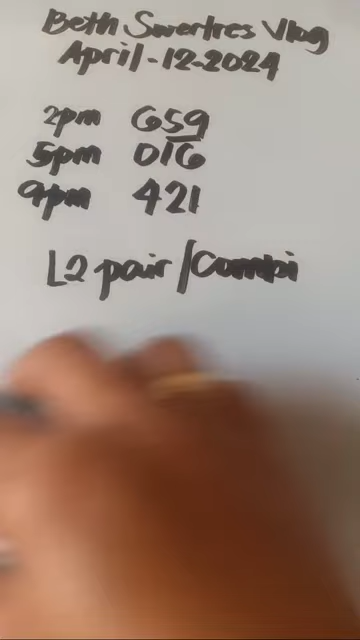 Beth Swertres Vlog
April-12-2024
2pm 659
5pm 016
9pm 421
L2 pair/Combi